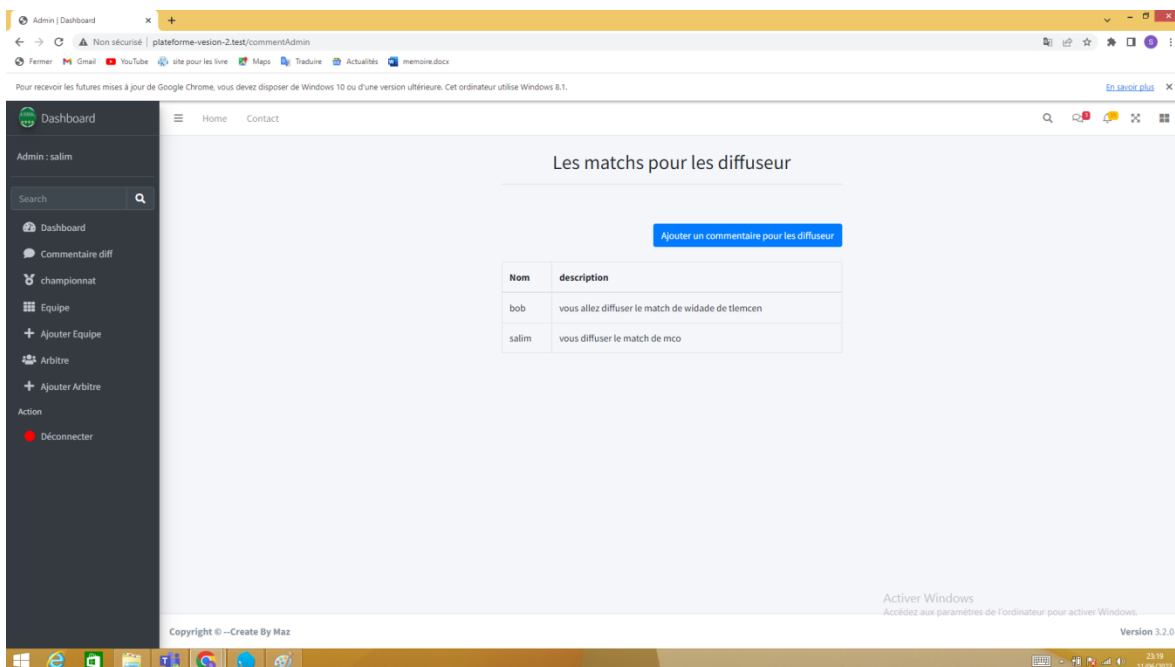 Admin | Dashboard
Non sécurisé | plateforme-vesion-2.test/commentAdmin
S
Fermer Gmail YouTube site pour les livre Maps Traduire Actualités memoire.docx
Pour recevoir les futures mises à jour de Google Chrome, vous devez disposer de Windows 10 ou d'une version ultérieure. Cet ordinateur utilise Windows 8.1. En savoir plus
Dashboard
Home Contact
Admin : salim
Les matchs pour les diffuseur
Search
Dashboard
Ajouter un commentaire pour les diffuseur
Commentaire diff
championnat
Nom description
Equipe
bob vous allez diffuser le match de widade de tlemcen
Ajouter Equipe
salim vous diffuser le match de mco
Arbitre
Ajouter Arbitre
Action
Déconnecter
Activer Windows
Accédez aux paramètres de l'ordinateur pour activer Windows.
Copyright © --Create By Maz Version 3.2.0
23:19